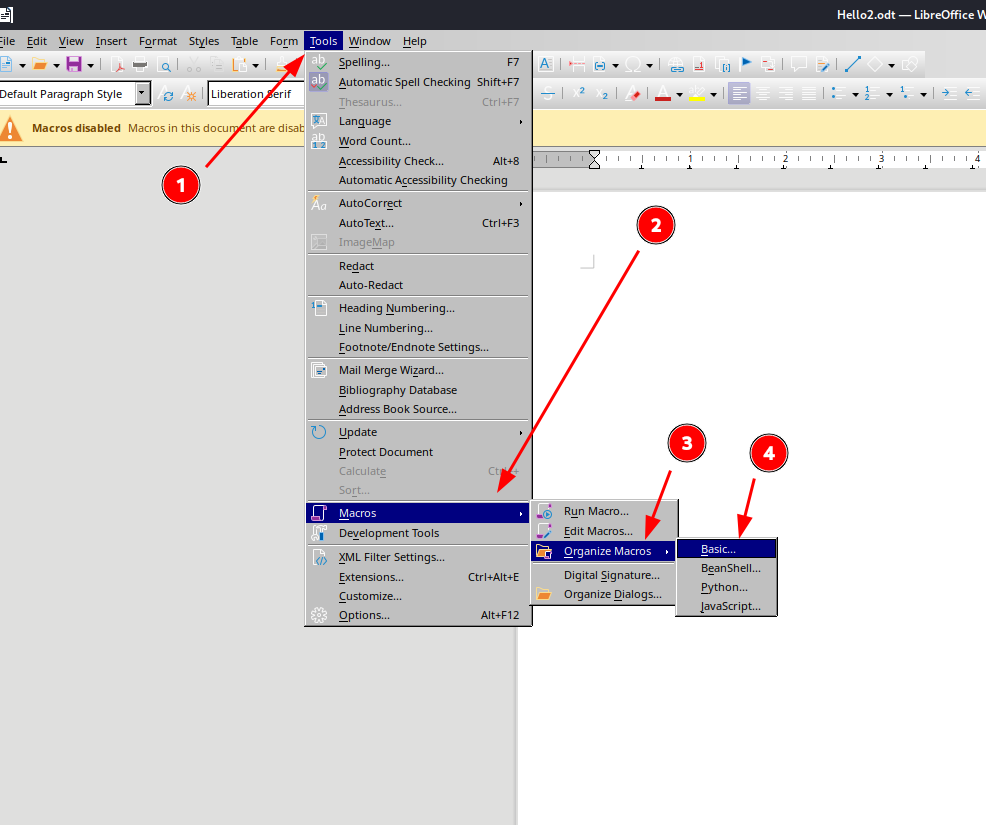 Hello2.odt — LibreOffice W
File Edit View Insert Format Styles Table Form Tools Window Help
Spelling... F7
Default Paragraph Style Liberation Serif
Automatic Spell Checking Shift+F7
Thesaurus... Ctrl+F7
Macros disabled Macros in this document are disab
Language
Word Count...
Accessibility Check... Alt+8
Automatic Accessibility Checking
1 2 3 4
1
AutoCorrect
AutoText... Ctrl+F3
2
ImageMap
Redact
Auto-Redact
Heading Numbering...
Line Numbering...
Footnote/Endnote Settings...
Mail Merge Wizard...
Bibliography Database
Address Book Source...
Update
3
4
Protect Document
Calculate
Sort...
Macros
Run Macro...
Development Tools
Edit Macros...
Organize Macros
Basic...
XML Filter Settings...
BeanShell...
Extensions... Ctrl+Alt+E
Digital Signature...
Python...
Customize...
Organize Dialogs...
JavaScript...
Options... Alt+F12